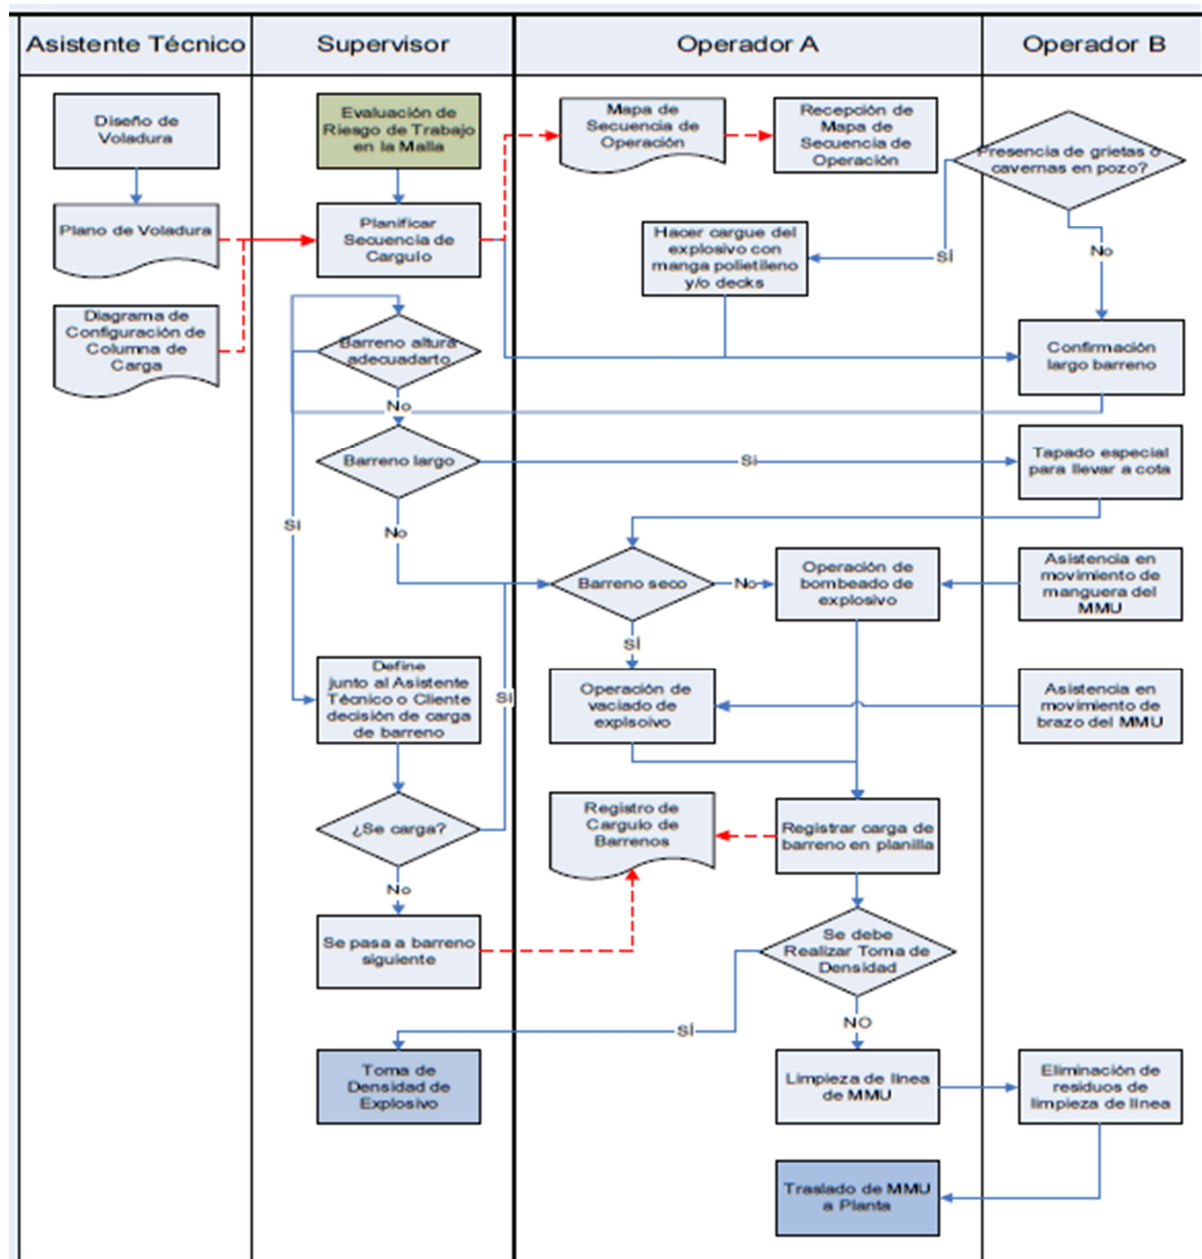 Asistente Técnico
Supervisor
Operador A
Operador B
Diseño de
Voladura
Evaluación de
Riesgo de Trabajo
en la Malla
Mapa de
Secuencia de
Operación
Recepción de
Mapa de
Secuencia de
Operación
Presencia de grietas o
cavernas en pozo?
Plano de Voladura
Planificar
Secuencia de
Carguío
Hacer cargue del
explosivo con
manga polietileno
y/o decks
SÍ
No
Diagrama de
Configuración de
Columna de
Carga
Barreno altura
adecuadarto
Confirmación
largo barreno
No
Barreno largo
Si
Tapado especial
para llevar a cota
Si
No
Barreno seco
No
Operación de
bombeado de
explosivo
Asistencia en
movimiento de
manguera del
MMU
SÍ
Define
junto al Asistente
Técnico o Cliente
decisión de carga
de barreno
Si
Operación de
vaciado de
explsoivo
Asistencia en
movimiento de
brazo del MMU
¿Se carga?
Registro de
Carguío de
Barrenos
Registrar carga de
barreno en planilla
No
Se pasa a barreno
siguiente
Se debe
Realizar Toma de
Densidad
SÍ
NO
Toma de
Densidad de
Explosivo
Limpieza de línea
de MMU
Eliminación de
residuos de
limpieza de línea
Traslado de MMU
a Planta